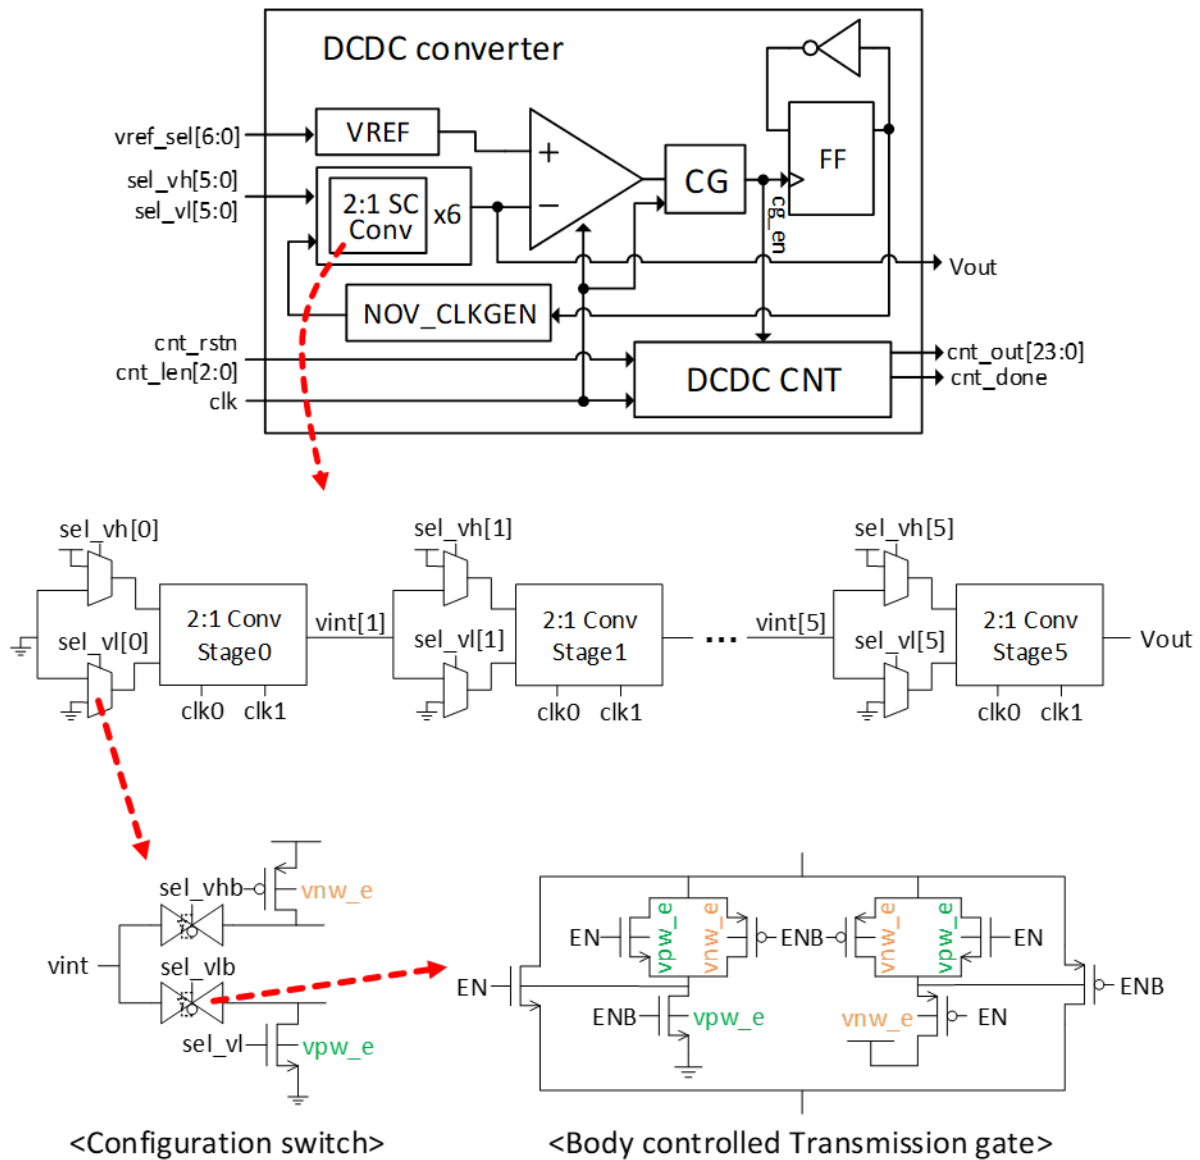 DCDC converter
vref_sel[6:0]
VREF
+
CG
FF
sel_vh[5:0]
sel_vl[5:0]
2:1 SC
Conv
x6
−
cg_en
Vout
NOV_CLKGEN
cnt_rstn
cnt_len[2:0]
clk
DCDC CNT
cnt_out[23:0]
cnt_done
sel_vh[0]
sel_vh[1]
sel_vh[5]
2:1 Conv
Stage0
vint[1]
2:1 Conv
Stage1
...
vint[5]
2:1 Conv
Stage5
Vout
sel_vl[0]
sel_vl[1]
sel_vl[5]
clk0 clk1
clk0 clk1
clk0 clk1
sel_vhb
vnw_e
vint
sel_vlb
sel_vl
vpw_e
EN
vpw_e
vnw_e
ENB
vnw_e
vpw_e
EN
EN
ENB
ENB
vpw_e
vnw_e
EN
<Configuration switch>
<Body controlled Transmission gate>